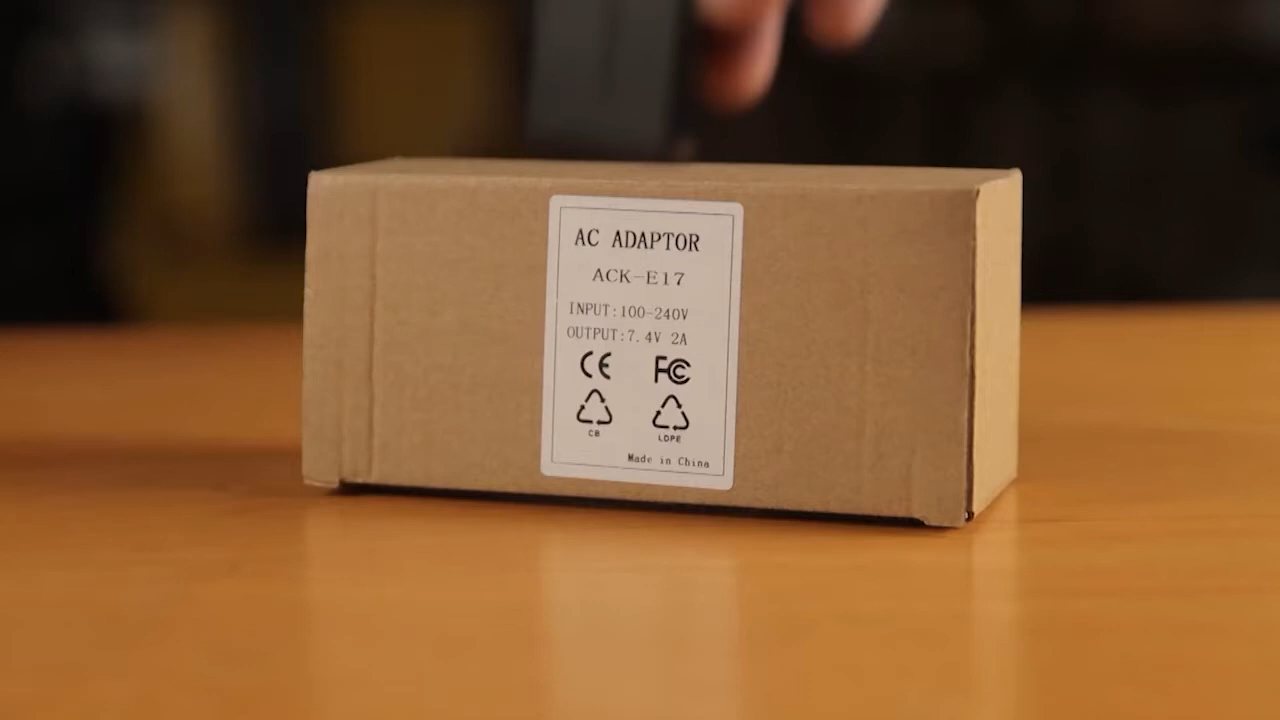 AC ADAPTOR
ACK-E17
INPUT:100-240V
OUTPUT:7.4V 2A
CE FC
CB LDPE
Made in China